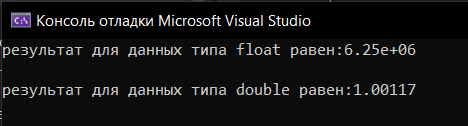 Консоль отладки Microsoft Visual Studio
результат для данных типа float равен:6.25e+06
результат для данных типа double равен:1.00117